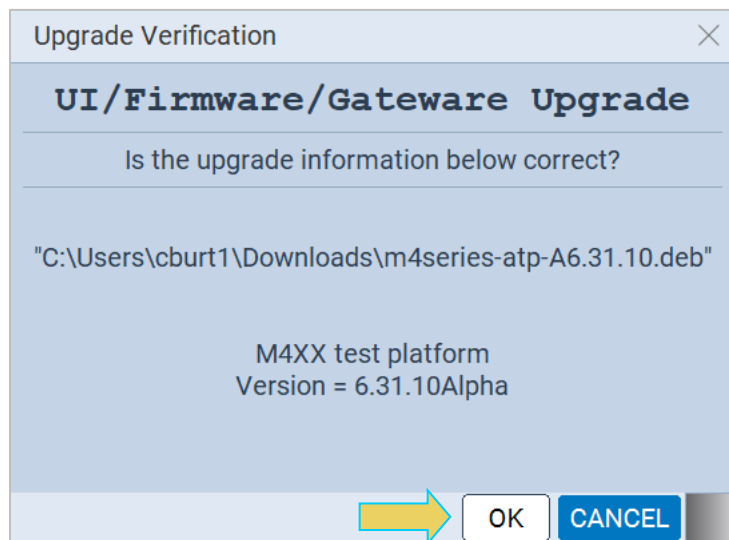 Upgrade Verification
UI/Firmware/Gateware Upgrade
Is the upgrade information below correct?
"C:\Users\cburt1\Downloads\m4series-atp-A6.31.10.deb"
M4XX test platform
Version = 6.31.10Alpha
OK CANCEL